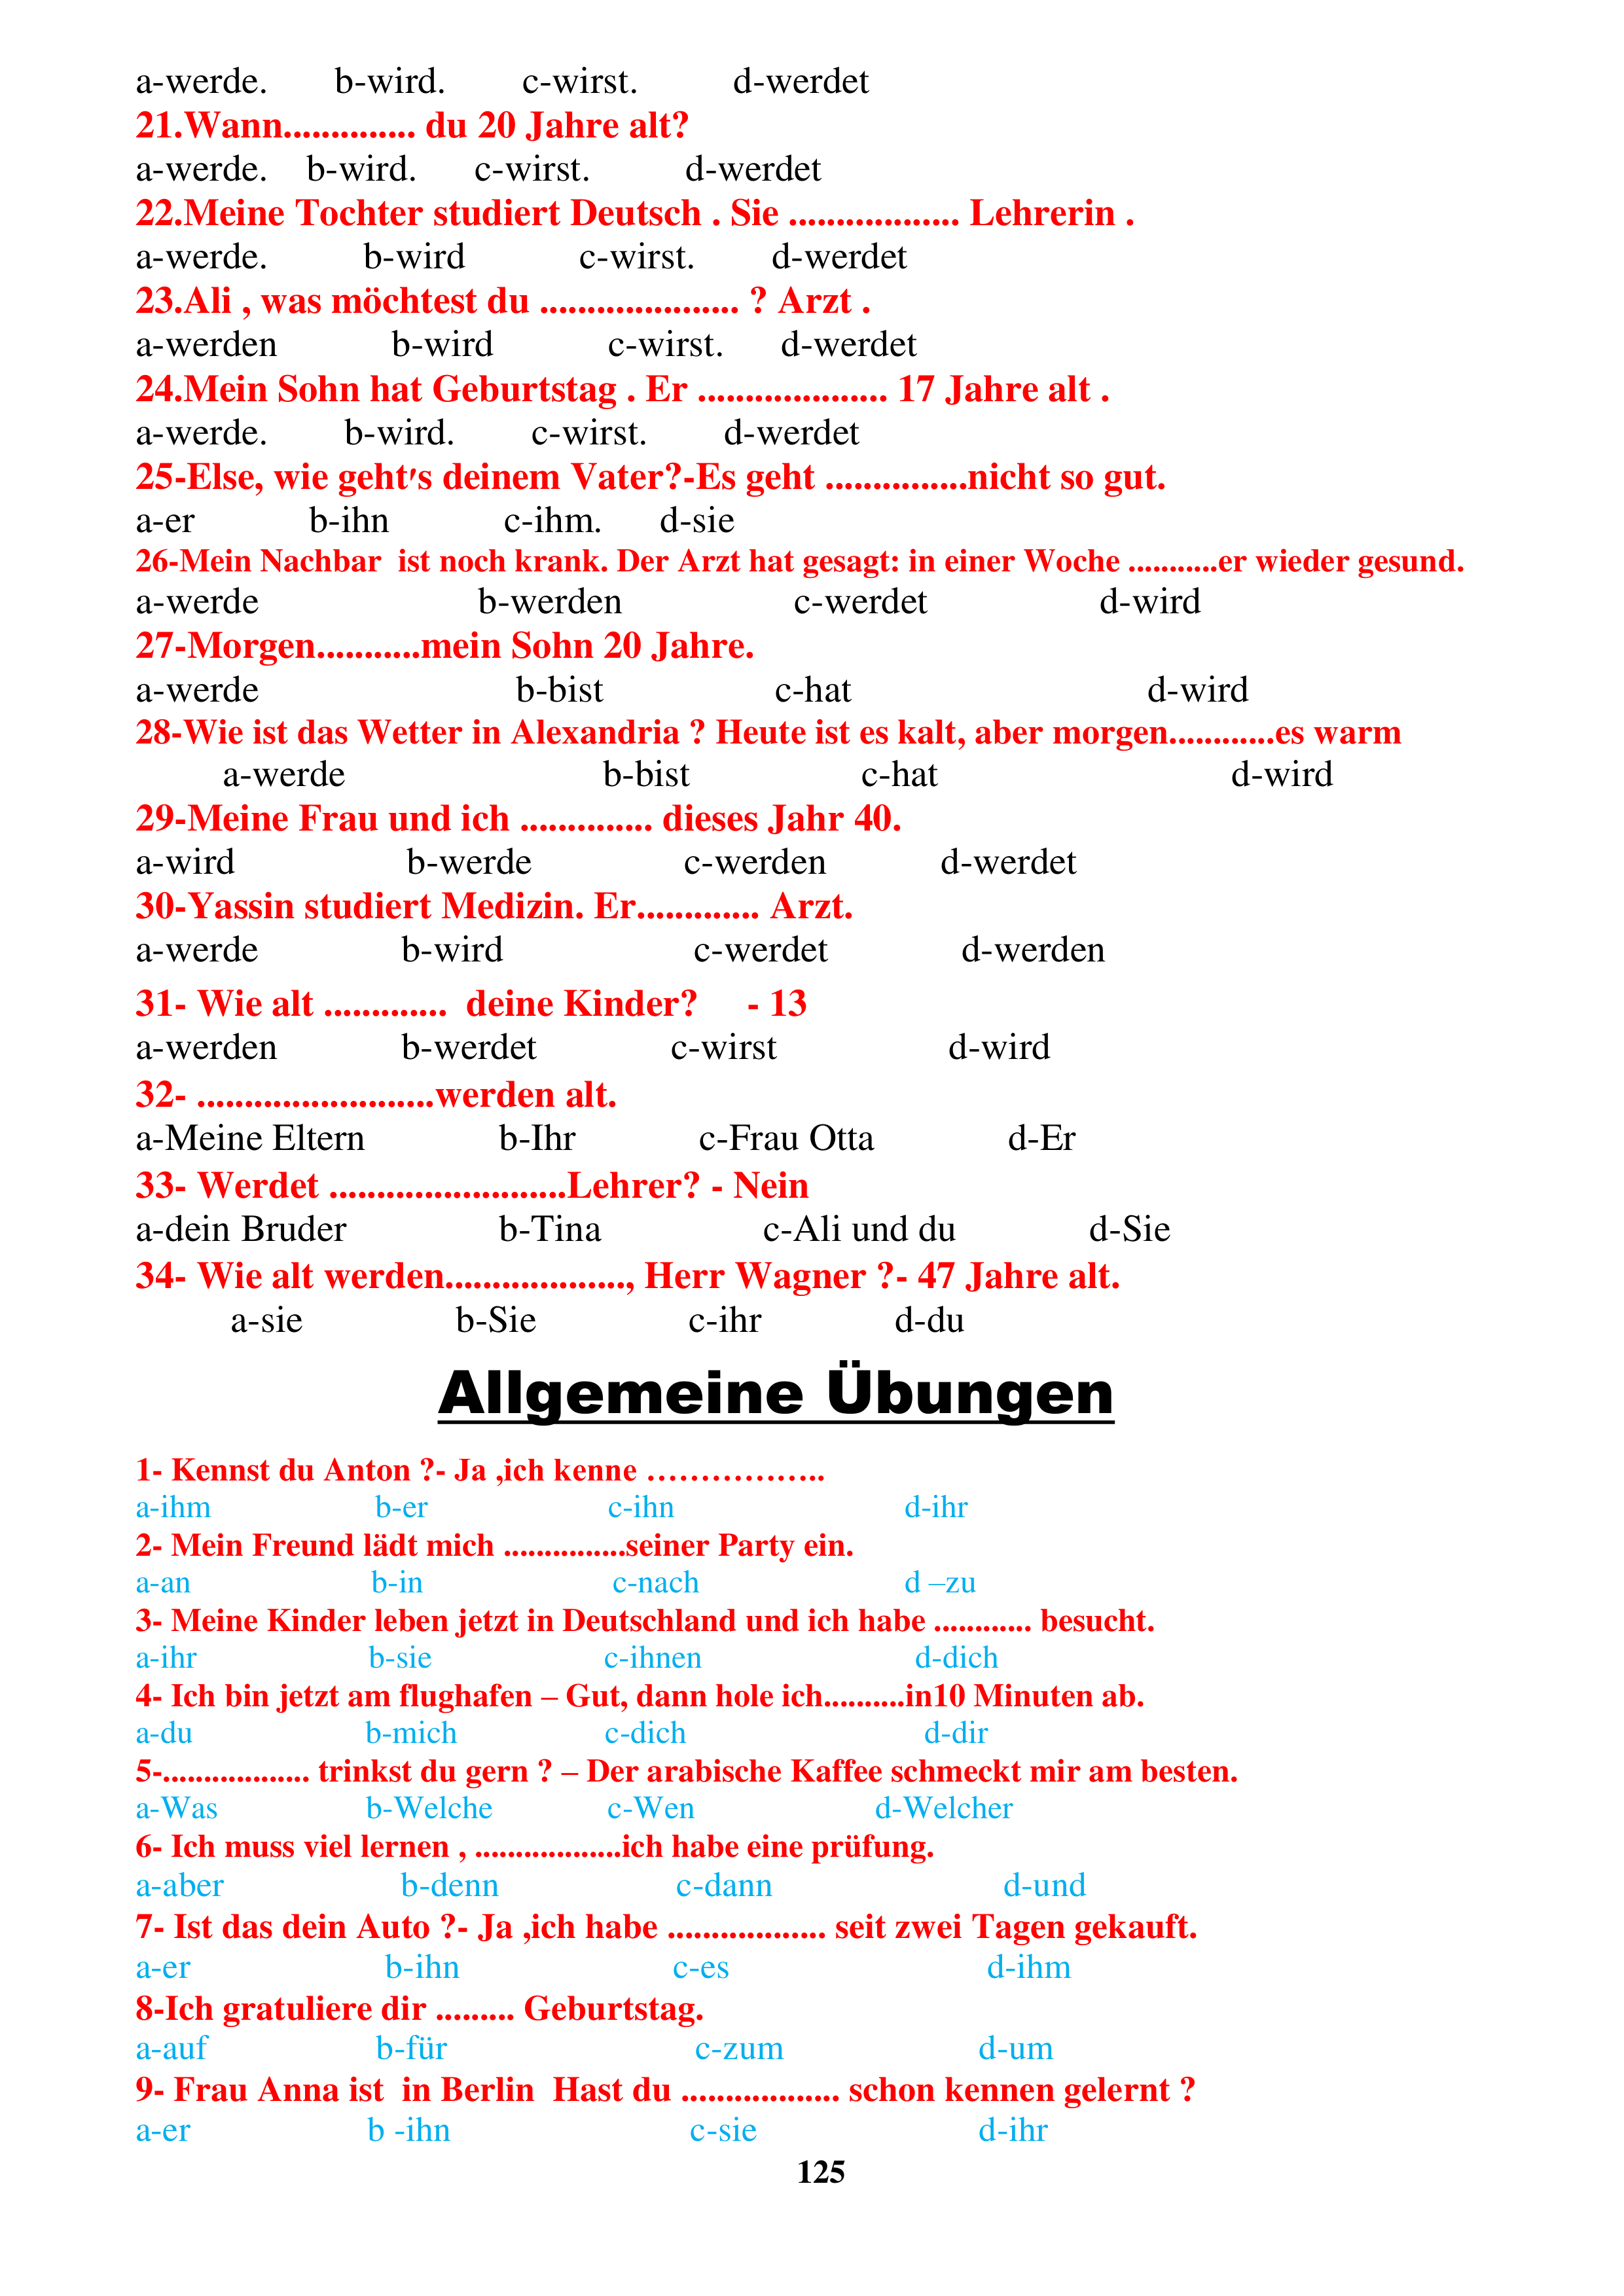 a-werde. b-wird. c-wirst. d-werdet
21.Wann.............. du 20 Jahre alt?
a-werde. b-wird. c-wirst. d-werdet
22.Meine Tochter studiert Deutsch . Sie .................. Lehrerin .
a-werde. b-wird c-wirst. d-werdet
23.Ali , was möchtest du ..................... ? Arzt .
a-werden b-wird c-wirst. d-werdet
24.Mein Sohn hat Geburtstag . Er .................... 17 Jahre alt .
a-werde. b-wird. c-wirst. d-werdet
25-Else, wie geht's deinem Vater?-Es geht ...............nicht so gut.
a-er b-ihn c-ihm. d-sie
26-Mein Nachbar ist noch krank. Der Arzt hat gesagt: in einer Woche ...........er wieder gesund.
a-werde b-werden c-werdet d-wird
27-Morgen...........mein Sohn 20 Jahre.
a-werde b-bist c-hat d-wird
28-Wie ist das Wetter in Alexandria ? Heute ist es kalt, aber morgen............es warm
a-werde b-bist c-hat d-wird
29-Meine Frau und ich .............. dieses Jahr 40.
a-wird b-werde c-werden d-werdet
30-Yassin studiert Medizin. Er............. Arzt.
a-werde b-wird c-werdet d-werden
31- Wie alt ............. deine Kinder? - 13
a-werden b-werdet c-wirst d-wird
32- .........................werden alt.
a-Meine Eltern b-Ihr c-Frau Otta d-Er
33- Werdet .........................Lehrer? - Nein
a-dein Bruder b-Tina c-Ali und du d-Sie
34- Wie alt werden..................., Herr Wagner ?- 47 Jahre alt.
a-sie b-Sie c-ihr d-du
Allgemeine Übungen
1- Kennst du Anton ?- Ja ,ich kenne ……………..
a-ihm b-er c-ihn d-ihr
2- Mein Freund lädt mich ...............seiner Party ein.
a-an b-in c-nach d –zu
3- Meine Kinder leben jetzt in Deutschland und ich habe ............ besucht.
a-ihr b-sie c-ihnen d-dich
4- Ich bin jetzt am flughafen – Gut, dann hole ich..........in10 Minuten ab.
a-du b-mich c-dich d-dir
5-.................. trinkst du gern ? – Der arabische Kaffee schmeckt mir am besten.
a-Was b-Welche c-Wen d-Welcher
6- Ich muss viel lernen , ..................ich habe eine prüfung.
a-aber b-denn c-dann d-und
7- Ist das dein Auto ?- Ja ,ich habe .................. seit zwei Tagen gekauft.
a-er b-ihn c-es d-ihm
8-Ich gratuliere dir ......... Geburtstag.
a-auf b-für c-zum d-um
9- Frau Anna ist in Berlin Hast du .................. schon kennen gelernt ?
a-er b -ihn c-sie d-ihr
125